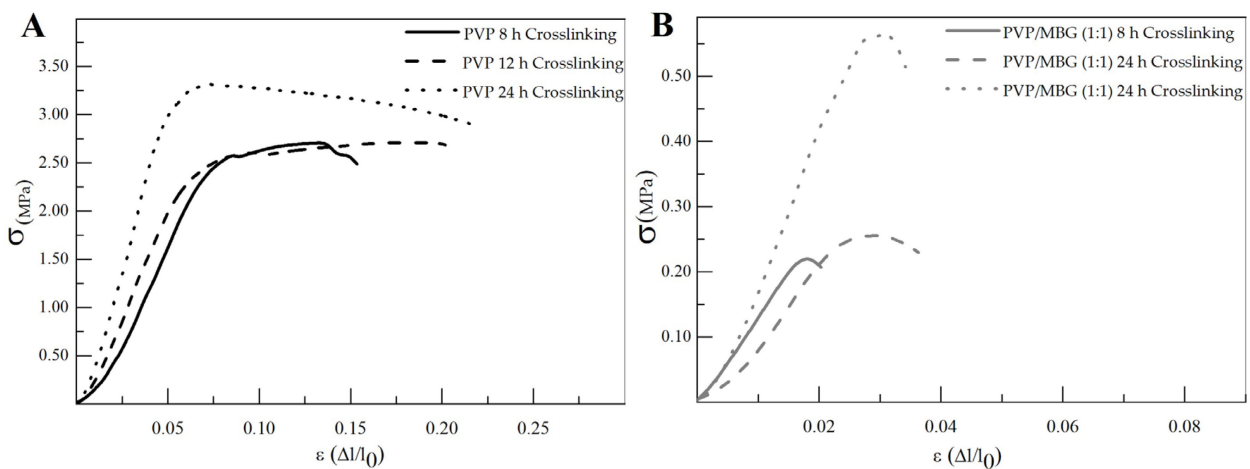 A
PVP 8 h Crosslinking
PVP 12 h Crosslinking
PVP 24 h Crosslinking
3.50
3.00
2.50
2.00
1.50
1.00
0.50
σ(MPa)
0.05
0.10
0.15
0.20
0.25
ε (Δl/l0)
B
PVP/MBG (1:1) 8 h Crosslinking
PVP/MBG (1:1) 24 h Crosslinking
PVP/MBG (1:1) 24 h Crosslinking
0.50
0.40
0.30
0.20
0.10
σ(MPa)
0.02
0.04
0.06
0.08
ε (Δl/l0)